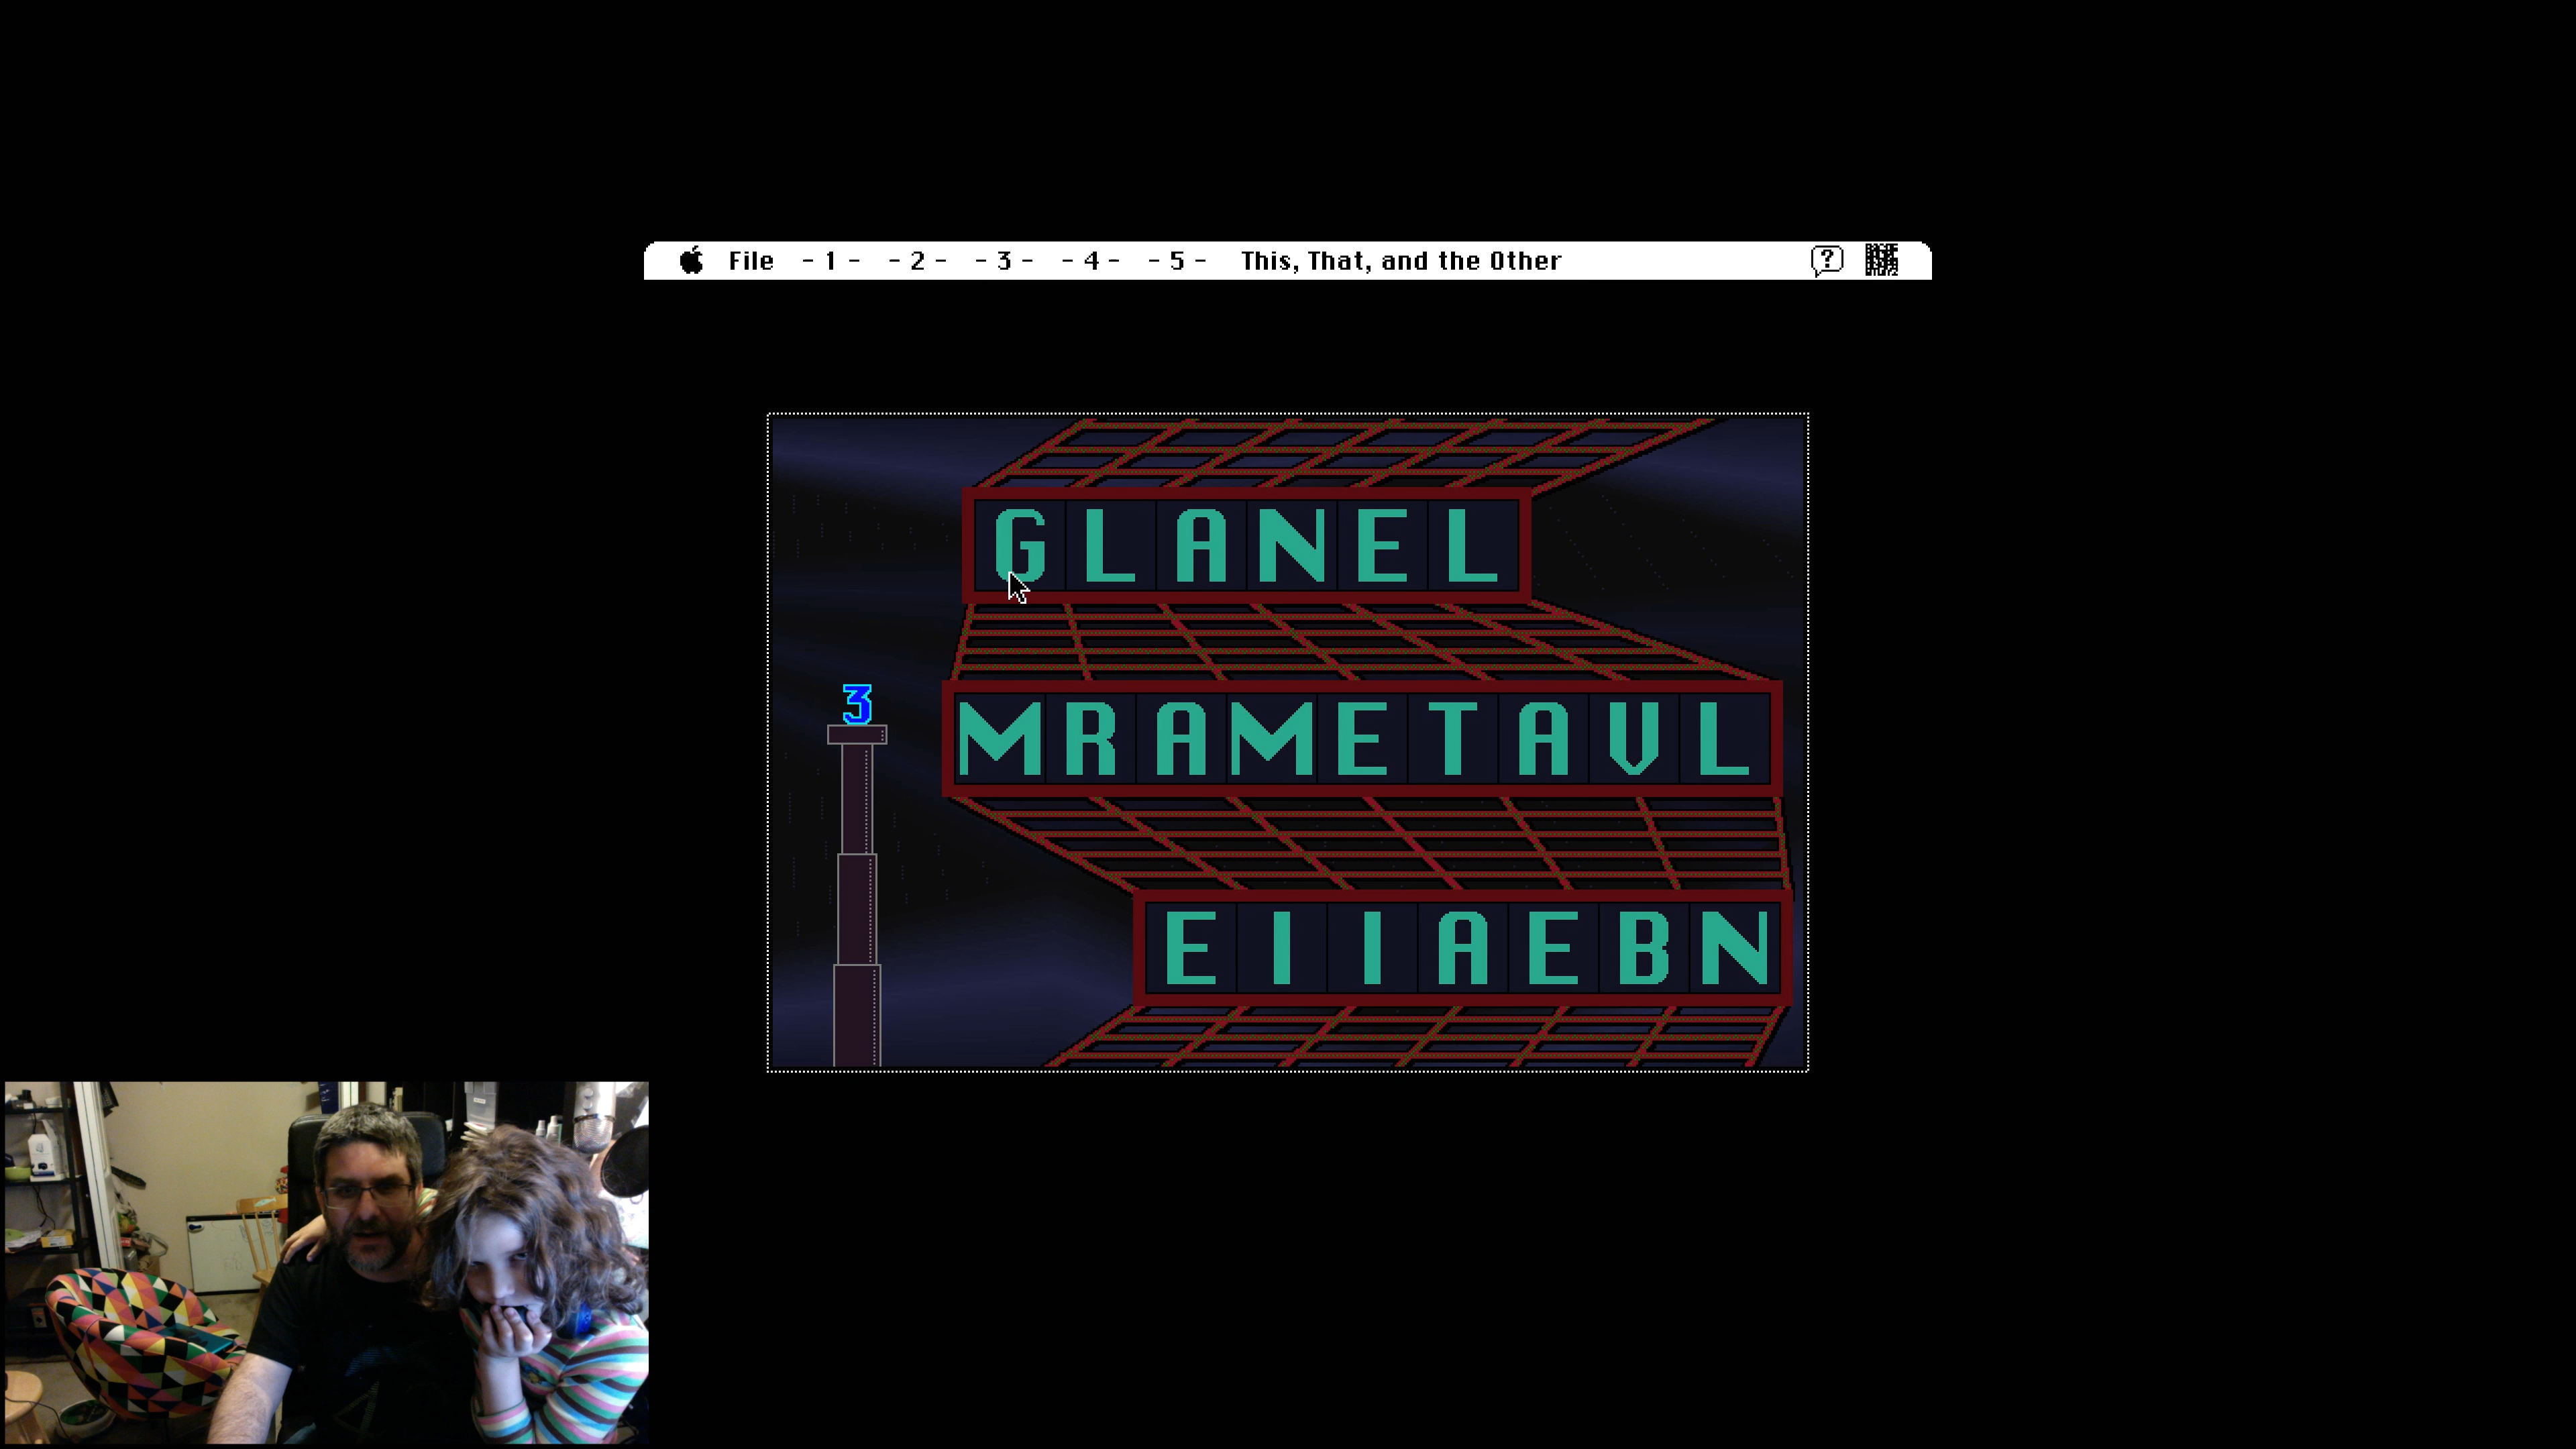 File - 1 - - 2 - - 3 - - 4 - - 5 - This, That, and the Other ?
GLANEL
3
MRAMETAVL
EIIAEBN